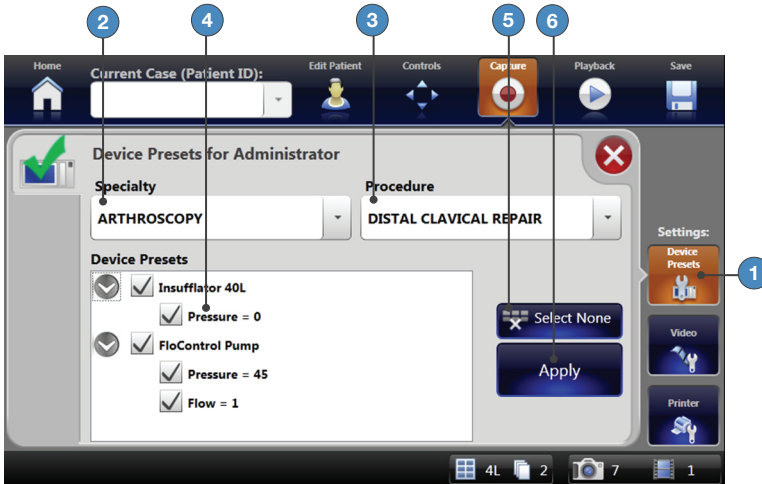 2 4 3 5 6
Home
Current Case (Patient ID):
Edit Patient
Controls
Capture
Playback
Save
Device Presets for Administrator
Specialty
Procedure
ARTHROSCOPY
DISTAL CLAVICAL REPAIR
Settings:
Device
Presets
1
Device Presets
Insufflator 40L
Pressure = 0
FloControl Pump
Pressure = 45
Flow = 1
Select None
Apply
Video
Printer
4L 2 7 1